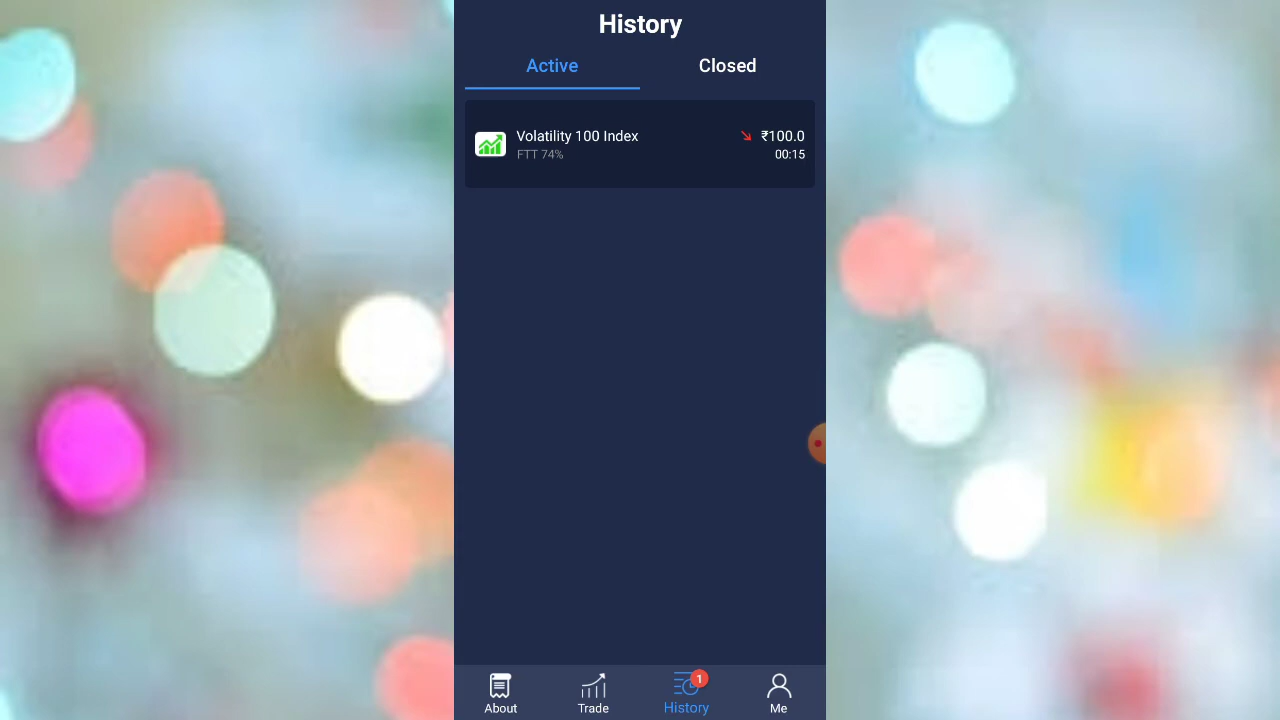 History
Active
Closed
Volatility 100 Index
₹100.0
FTT 74%
00:15
1
About
Trade
History
Me